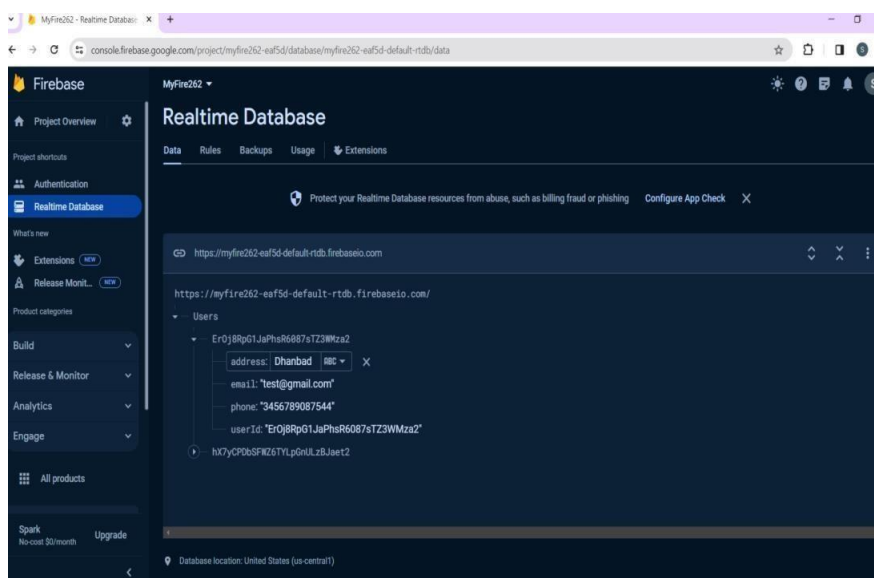 MyFire262 - Realtime Database
console.firebase.google.com/project/myfire262-eaf5d/database/myfire262-eaf5d-default-rtdb/data
S
Firebase
MyFire262
Project Overview
Realtime Database
Data Rules Backups Usage Extensions
Project shortcuts
Authentication
Realtime Database
Protect your Realtime Database resources from abuse, such as billing fraud or phishing Configure App Check
What's new
Extensions NEW
Release Monit... NEW
Product categories
Build
Release & Monitor
Analytics
Engage
All products
Spark
No-cost $0/month
Upgrade
https://myfire262-eaf5d-default-rtdb.firebaseio.com
https://myfire262-eaf5d-default-rtdb.firebaseio.com/
Users
ErOj8RpG1JaPhsR6087sTZ3WMza2
address: Dhanbad ABC
email: "test@gmail.com"
phone: "3456789087544"
userId: "ErOj8RpG1JaPhsR6087sTZ3WMza2"
hX7yCPDbSFWZ6TYLpGnULzBJaet2
Database location: United States (us-central1)